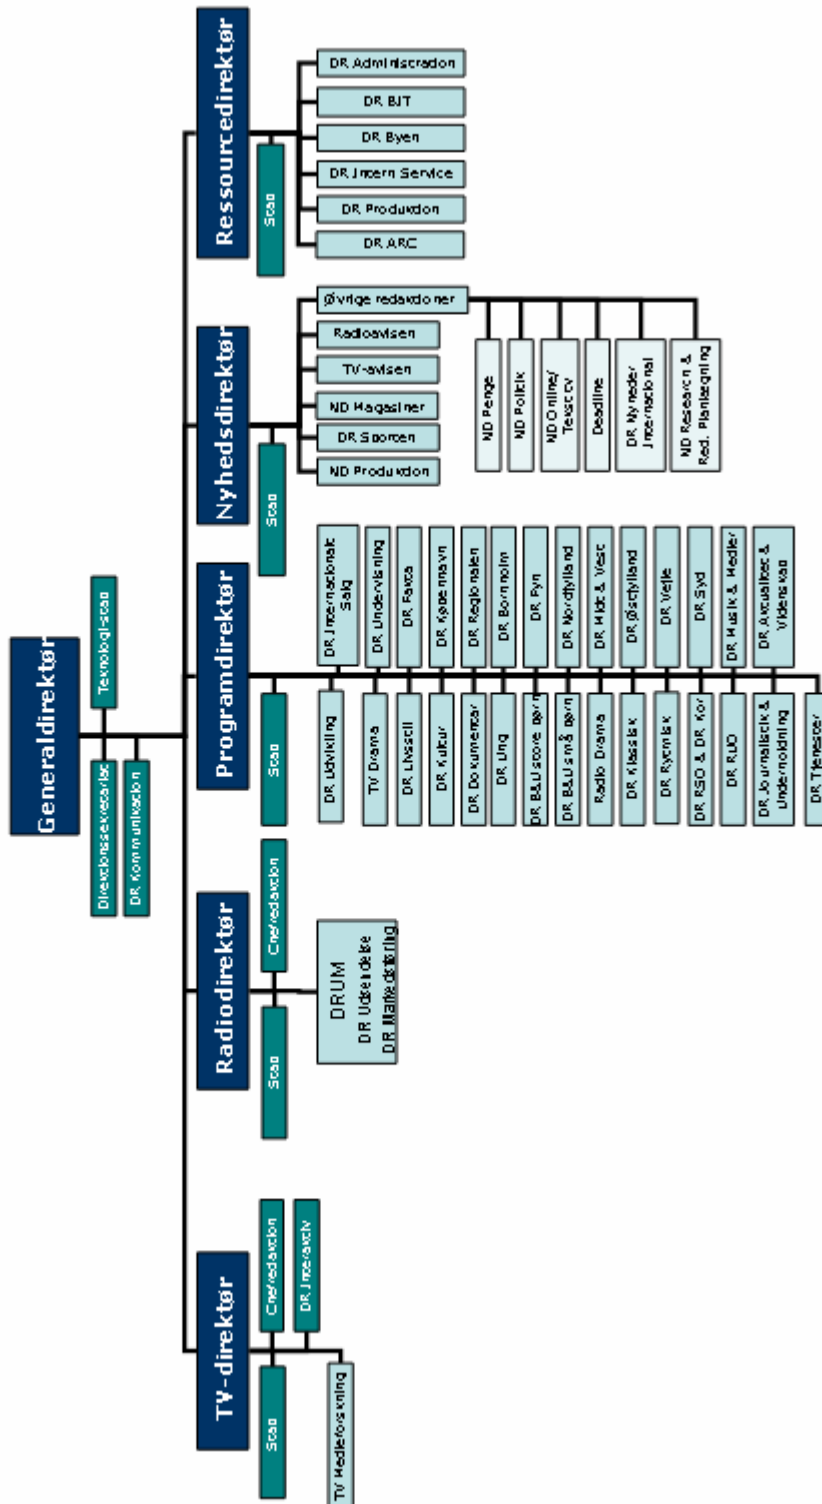 Generaldirektør
Direktionssekretariat
Teknologi-stab
DR Kommunikation
TV-direktør
Stab
Chefredaktion
DR Interaktiv
TV Medieforskning
Radiodirektør
Stab
Chefredaktion
DRUM
DR Udsendelse
DR Markedsføring
Programdirektør
Stab
DR Udvikling
DR Internationalt
Salg
TV Drama
DR Undervisning
DR Livsstil
DR Fakta
DR Kultur
DR København
DR Dokumentar
DR Regionalen
DR Ung
DR Bornholm
DR B&U store børn
DR Fyn
DR B&U små børn
DR Nordjylland
Radio Drama
DR Midt & Vest
DR Klassisk
DR Østjylland
DR Rytmisk
DR Vejle
DR RSO & DR Kor
DR Syd
DR RUO
DR Musik & Medier
DR Journalistik &
Underholdning
DR Aktualitet &
Videnskab
DR Tjenester
Nyhedsdirektør
Stab
Øvrige redaktioner
Radioavisen
TV-avisen
ND Magasiner
DR Sporten
ND Produktion
ND Penge
ND Politik
ND Online/
Tekst tv
Deadline
DR Nyheder
International
ND Research &
Red. Planlægning
Ressourcedirektør
Stab
DR Administration
DR BIT
DR Byen
DR Intern Service
DR Produktion
DR ARC